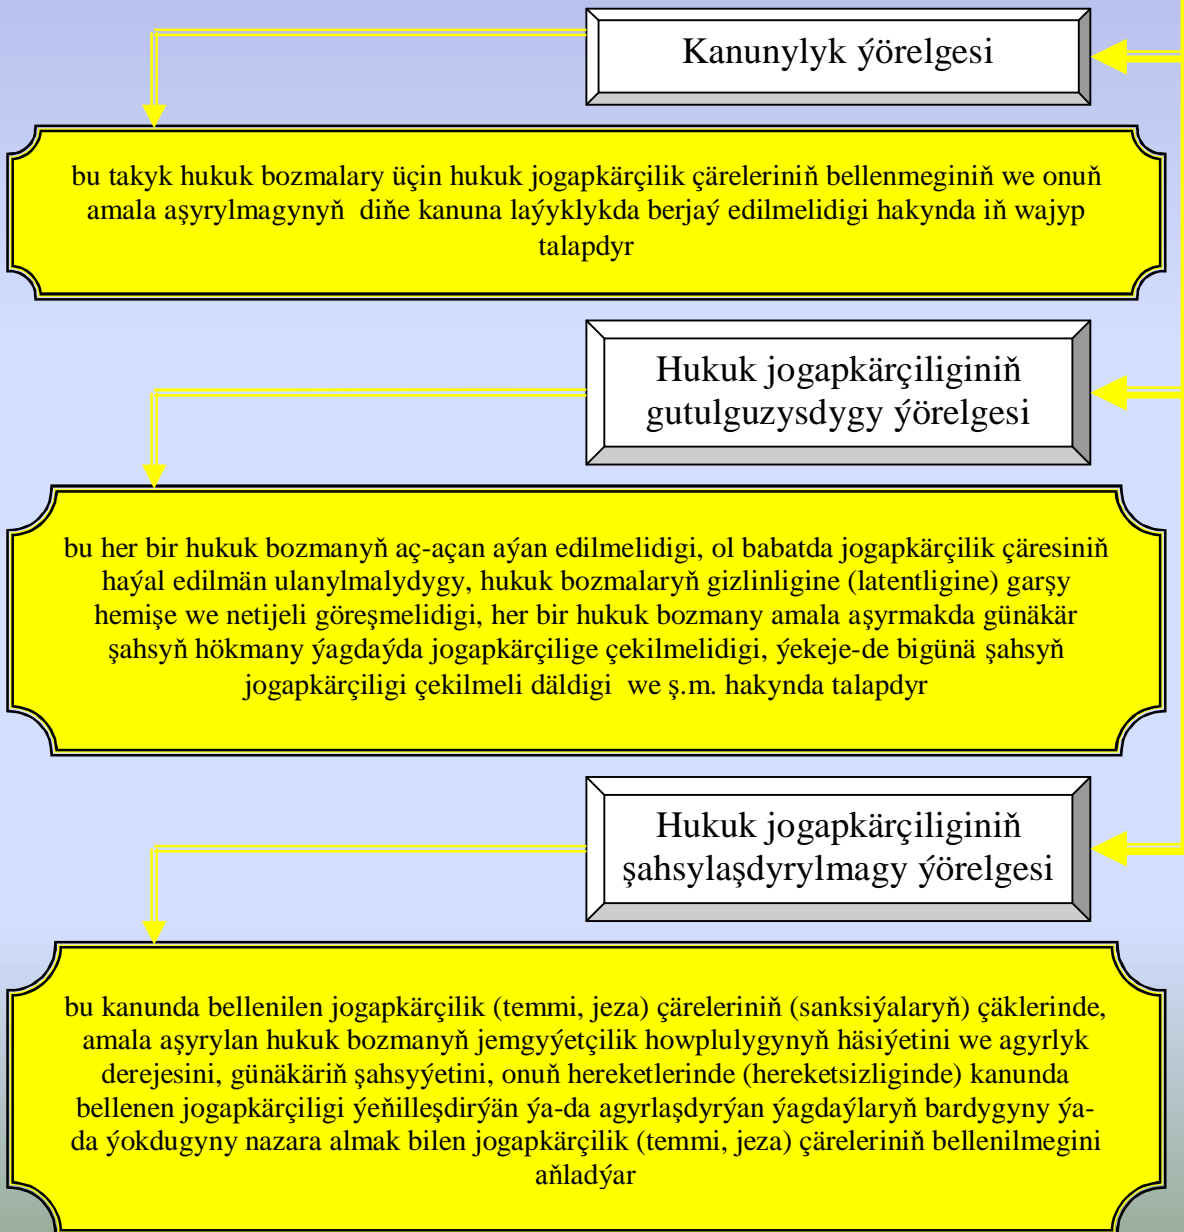 Kanunylyk ýörelgesi
bu takyk hukuk bozmalary üçin hukuk jogapkärçilik çäreleriniň bellenmeginiň we onuň
amala aşyrylmagynyň diňe kanuna laýyklykda berjaý edilmelidigi hakynda iň wajyp
talapdyr
Hukuk jogapkärçiliginiň
gutulguzysdygy ýörelgesi
bu her bir hukuk bozmanyň aç-açan aýan edilmelidigi, ol babatda jogapkärçilik çäresiniň
haýal edilmän ulanylmalydygy, hukuk bozmalaryň gizlinligine (latentligine) garşy
hemişe we netijeli göreşmelidigi, her bir hukuk bozmany amala aşyrmakda günäkär
şahsyň hökmany ýagdaýda jogapkärçilige çekilmelidigi, ýekeje-de bigünä şahsyň
jogapkärçiligi çekilmeli däldigi we ş.m. hakynda talapdyr
Hukuk jogapkärçiliginiň
şahsylaşdyrylmagy ýörelgesi
bu kanunda bellenilen jogapkärçilik (temmi, jeza) çäreleriniň (sanksiýalaryň) çäklerinde,
amala aşyrylan hukuk bozmanyň jemgyýetçilik howplulygynyň häsiýetini we agyrlyk
derejesini, günäkäriň şahsyýetini, onuň hereketlerinde (hereketsizliginde) kanunda
bellenen jogapkärçiligi ýeňilleşdirýän ýa-da agyrlaşdyrýan ýagdaýlaryň bardygyny ýa-
da ýokdugyny nazara almak bilen jogapkärçilik (temmi, jeza) çäreleriniň bellenilmegini
aňladýar